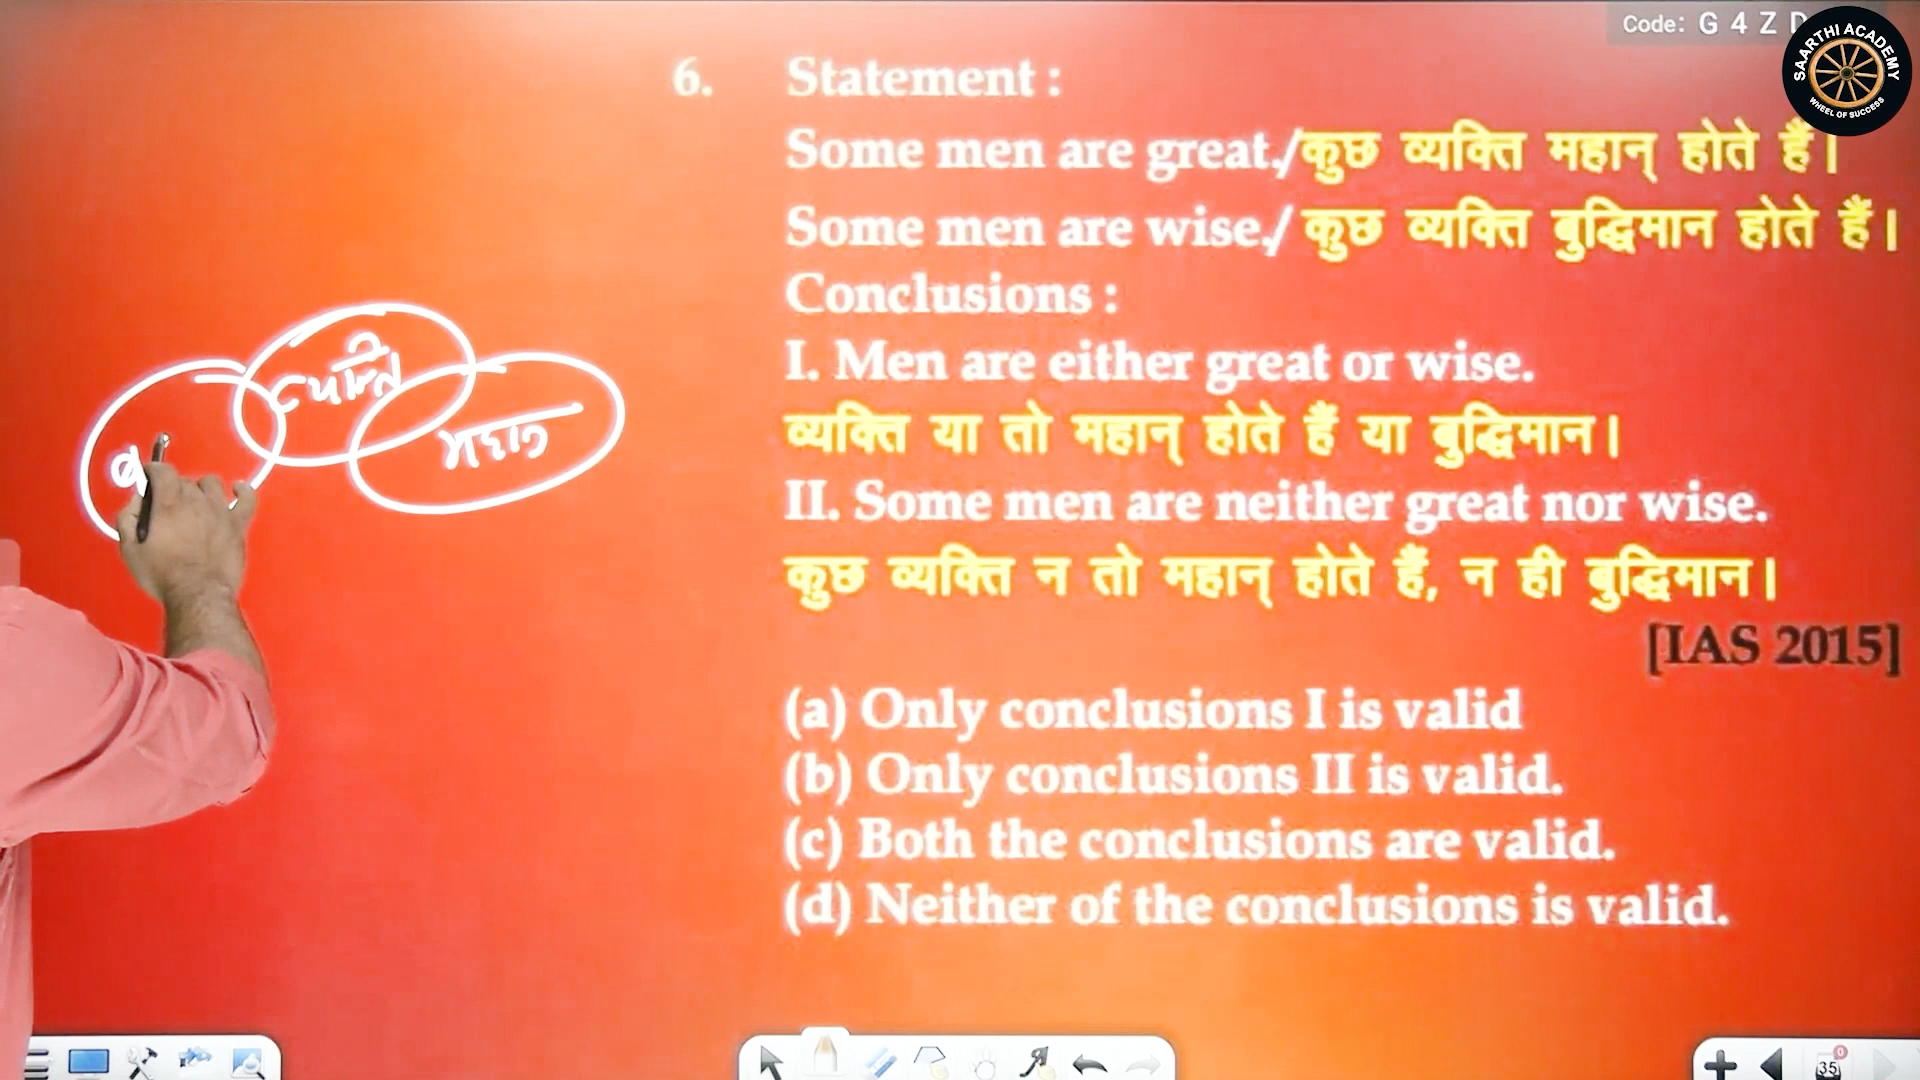 Code: G 4 Z
SAARTHI ACADEMY
WHEEL OF SUCCESS
6. Statement :
Some men are great./कुछ व्यक्ति महान् होते हैं।
Some men are wise./ कुछ व्यक्ति बुद्धिमान होते हैं।
Conclusions :
I. Men are either great or wise.
व्यक्ति या तो महान् होते हैं या बुद्धिमान।
II. Some men are neither great nor wise.
कुछ व्यक्ति न तो महान् होते हैं, न ही बुद्धिमान।
[IAS 2015]
(a) Only conclusions I is valid
(b) Only conclusions II is valid.
(c) Both the conclusions are valid.
(d) Neither of the conclusions is valid.
व्यक्ति
महान
35
0